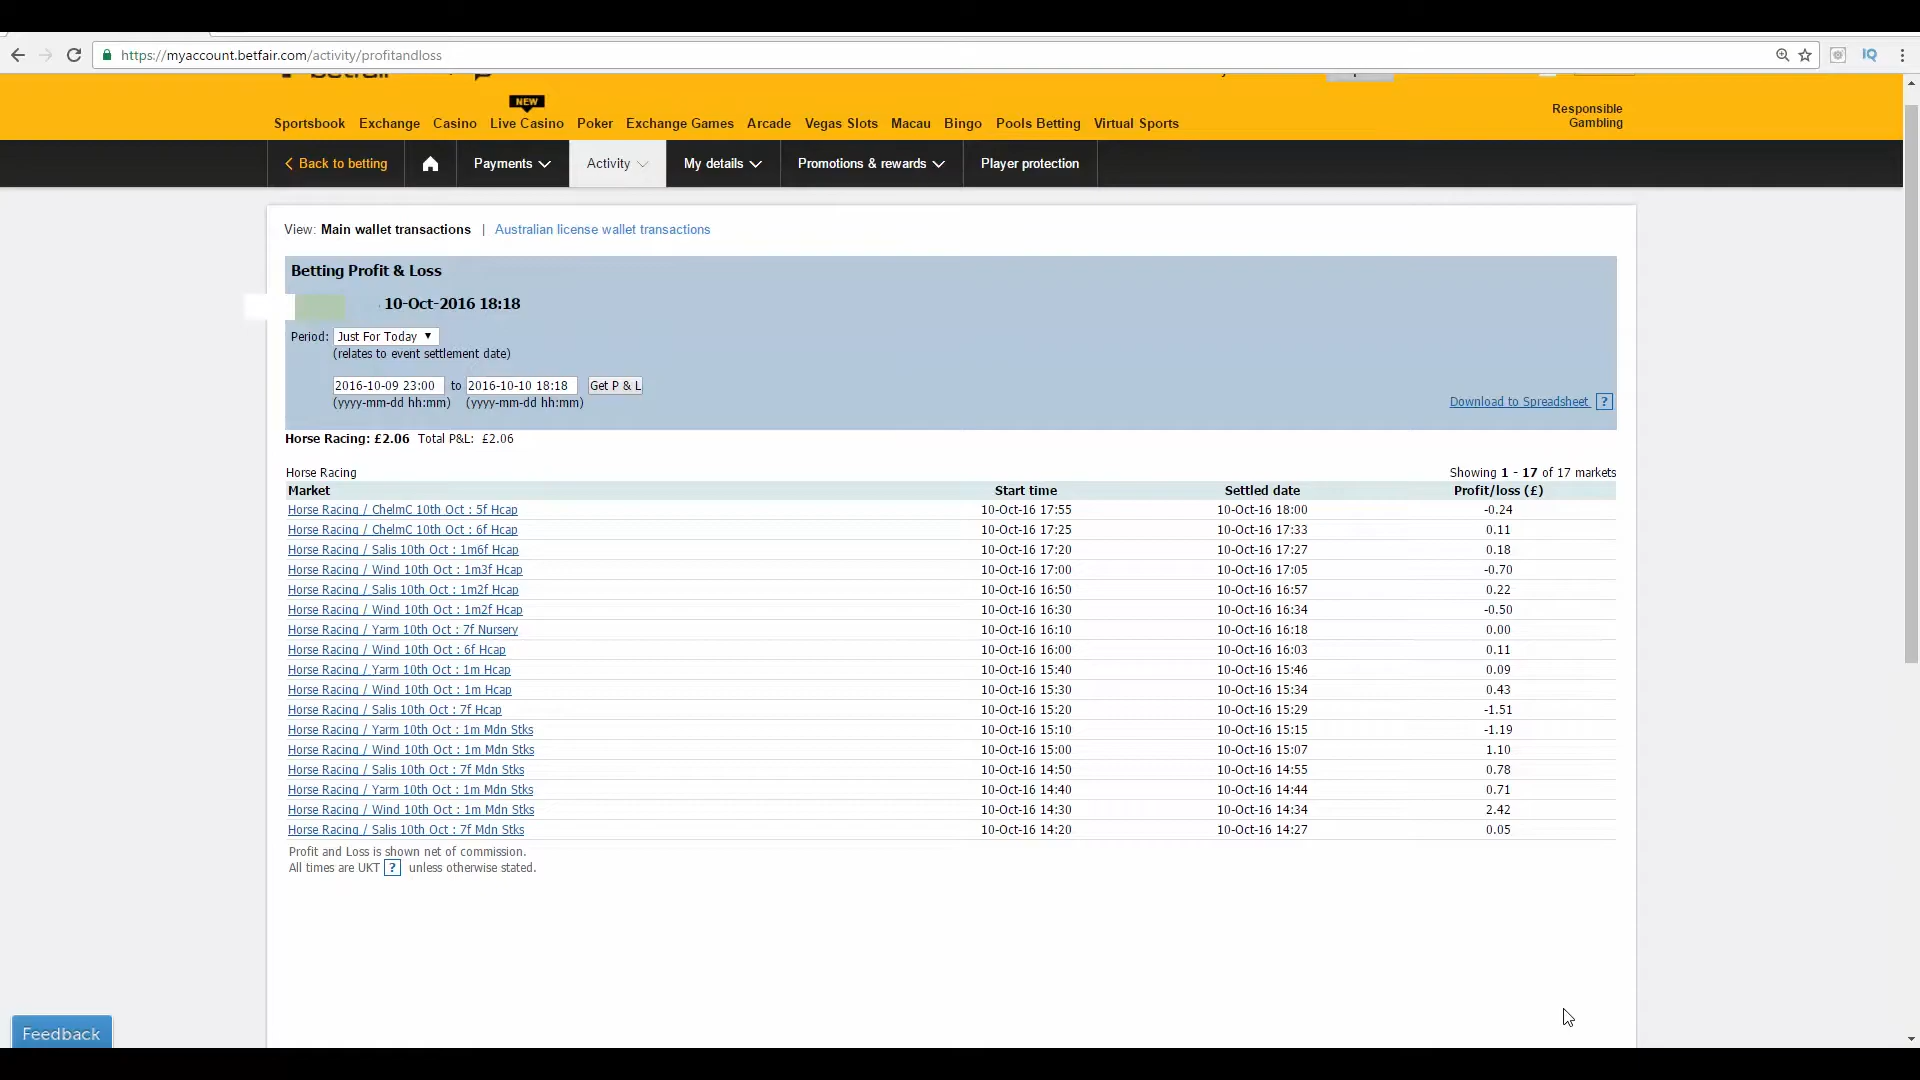 https://myaccount.betfair.com/activity/profitandloss
IQ
NEW
Sportsbook Exchange Casino Live Casino Poker Exchange Games Arcade Vegas Slots Macau Bingo Pools Betting Virtual Sports
Responsible
Gambling
Back to betting Payments Activity My details Promotions & rewards Player protection
View: Main wallet transactions | Australian license wallet transactions
Betting Profit & Loss
10-Oct-2016 18:18
Period: Just For Today
(relates to event settlement date)
2016-10-09 23:00 to 2016-10-10 18:18 Get P & L
(yyyy-mm-dd hh:mm) (yyyy-mm-dd hh:mm)
Download to Spreadsheet ?
Horse Racing: £2.06 Total P&L: £2.06
Horse Racing Showing 1 - 17 of 17 markets
Market Start time Settled date Profit/loss (£)
Horse Racing / ChelmC 10th Oct : 5f Hcap 10-Oct-16 17:55 10-Oct-16 18:00 -0.24
Horse Racing / ChelmC 10th Oct : 6f Hcap 10-Oct-16 17:25 10-Oct-16 17:33 0.11
Horse Racing / Salis 10th Oct : 1m6f Hcap 10-Oct-16 17:20 10-Oct-16 17:27 0.18
Horse Racing / Wind 10th Oct : 1m3f Hcap 10-Oct-16 17:00 10-Oct-16 17:05 -0.70
Horse Racing / Salis 10th Oct : 1m2f Hcap 10-Oct-16 16:50 10-Oct-16 16:57 0.22
Horse Racing / Wind 10th Oct : 1m2f Hcap 10-Oct-16 16:30 10-Oct-16 16:34 -0.50
Horse Racing / Yarm 10th Oct : 7f Nursery 10-Oct-16 16:10 10-Oct-16 16:18 0.00
Horse Racing / Wind 10th Oct : 6f Hcap 10-Oct-16 16:00 10-Oct-16 16:03 0.11
Horse Racing / Yarm 10th Oct : 1m Hcap 10-Oct-16 15:40 10-Oct-16 15:46 0.09
Horse Racing / Wind 10th Oct : 1m Hcap 10-Oct-16 15:30 10-Oct-16 15:34 0.43
Horse Racing / Salis 10th Oct : 7f Hcap 10-Oct-16 15:20 10-Oct-16 15:29 -1.51
Horse Racing / Yarm 10th Oct : 1m Mdn Stks 10-Oct-16 15:10 10-Oct-16 15:15 -1.19
Horse Racing / Wind 10th Oct : 1m Mdn Stks 10-Oct-16 15:00 10-Oct-16 15:07 1.10
Horse Racing / Salis 10th Oct : 7f Mdn Stks 10-Oct-16 14:50 10-Oct-16 14:55 0.78
Horse Racing / Yarm 10th Oct : 1m Mdn Stks 10-Oct-16 14:40 10-Oct-16 14:44 0.71
Horse Racing / Wind 10th Oct : 1m Mdn Stks 10-Oct-16 14:30 10-Oct-16 14:34 2.42
Horse Racing / Salis 10th Oct : 7f Mdn Stks 10-Oct-16 14:20 10-Oct-16 14:27 0.05
Profit and Loss is shown net of commission.
All times are UKT ? unless otherwise stated.
Feedback